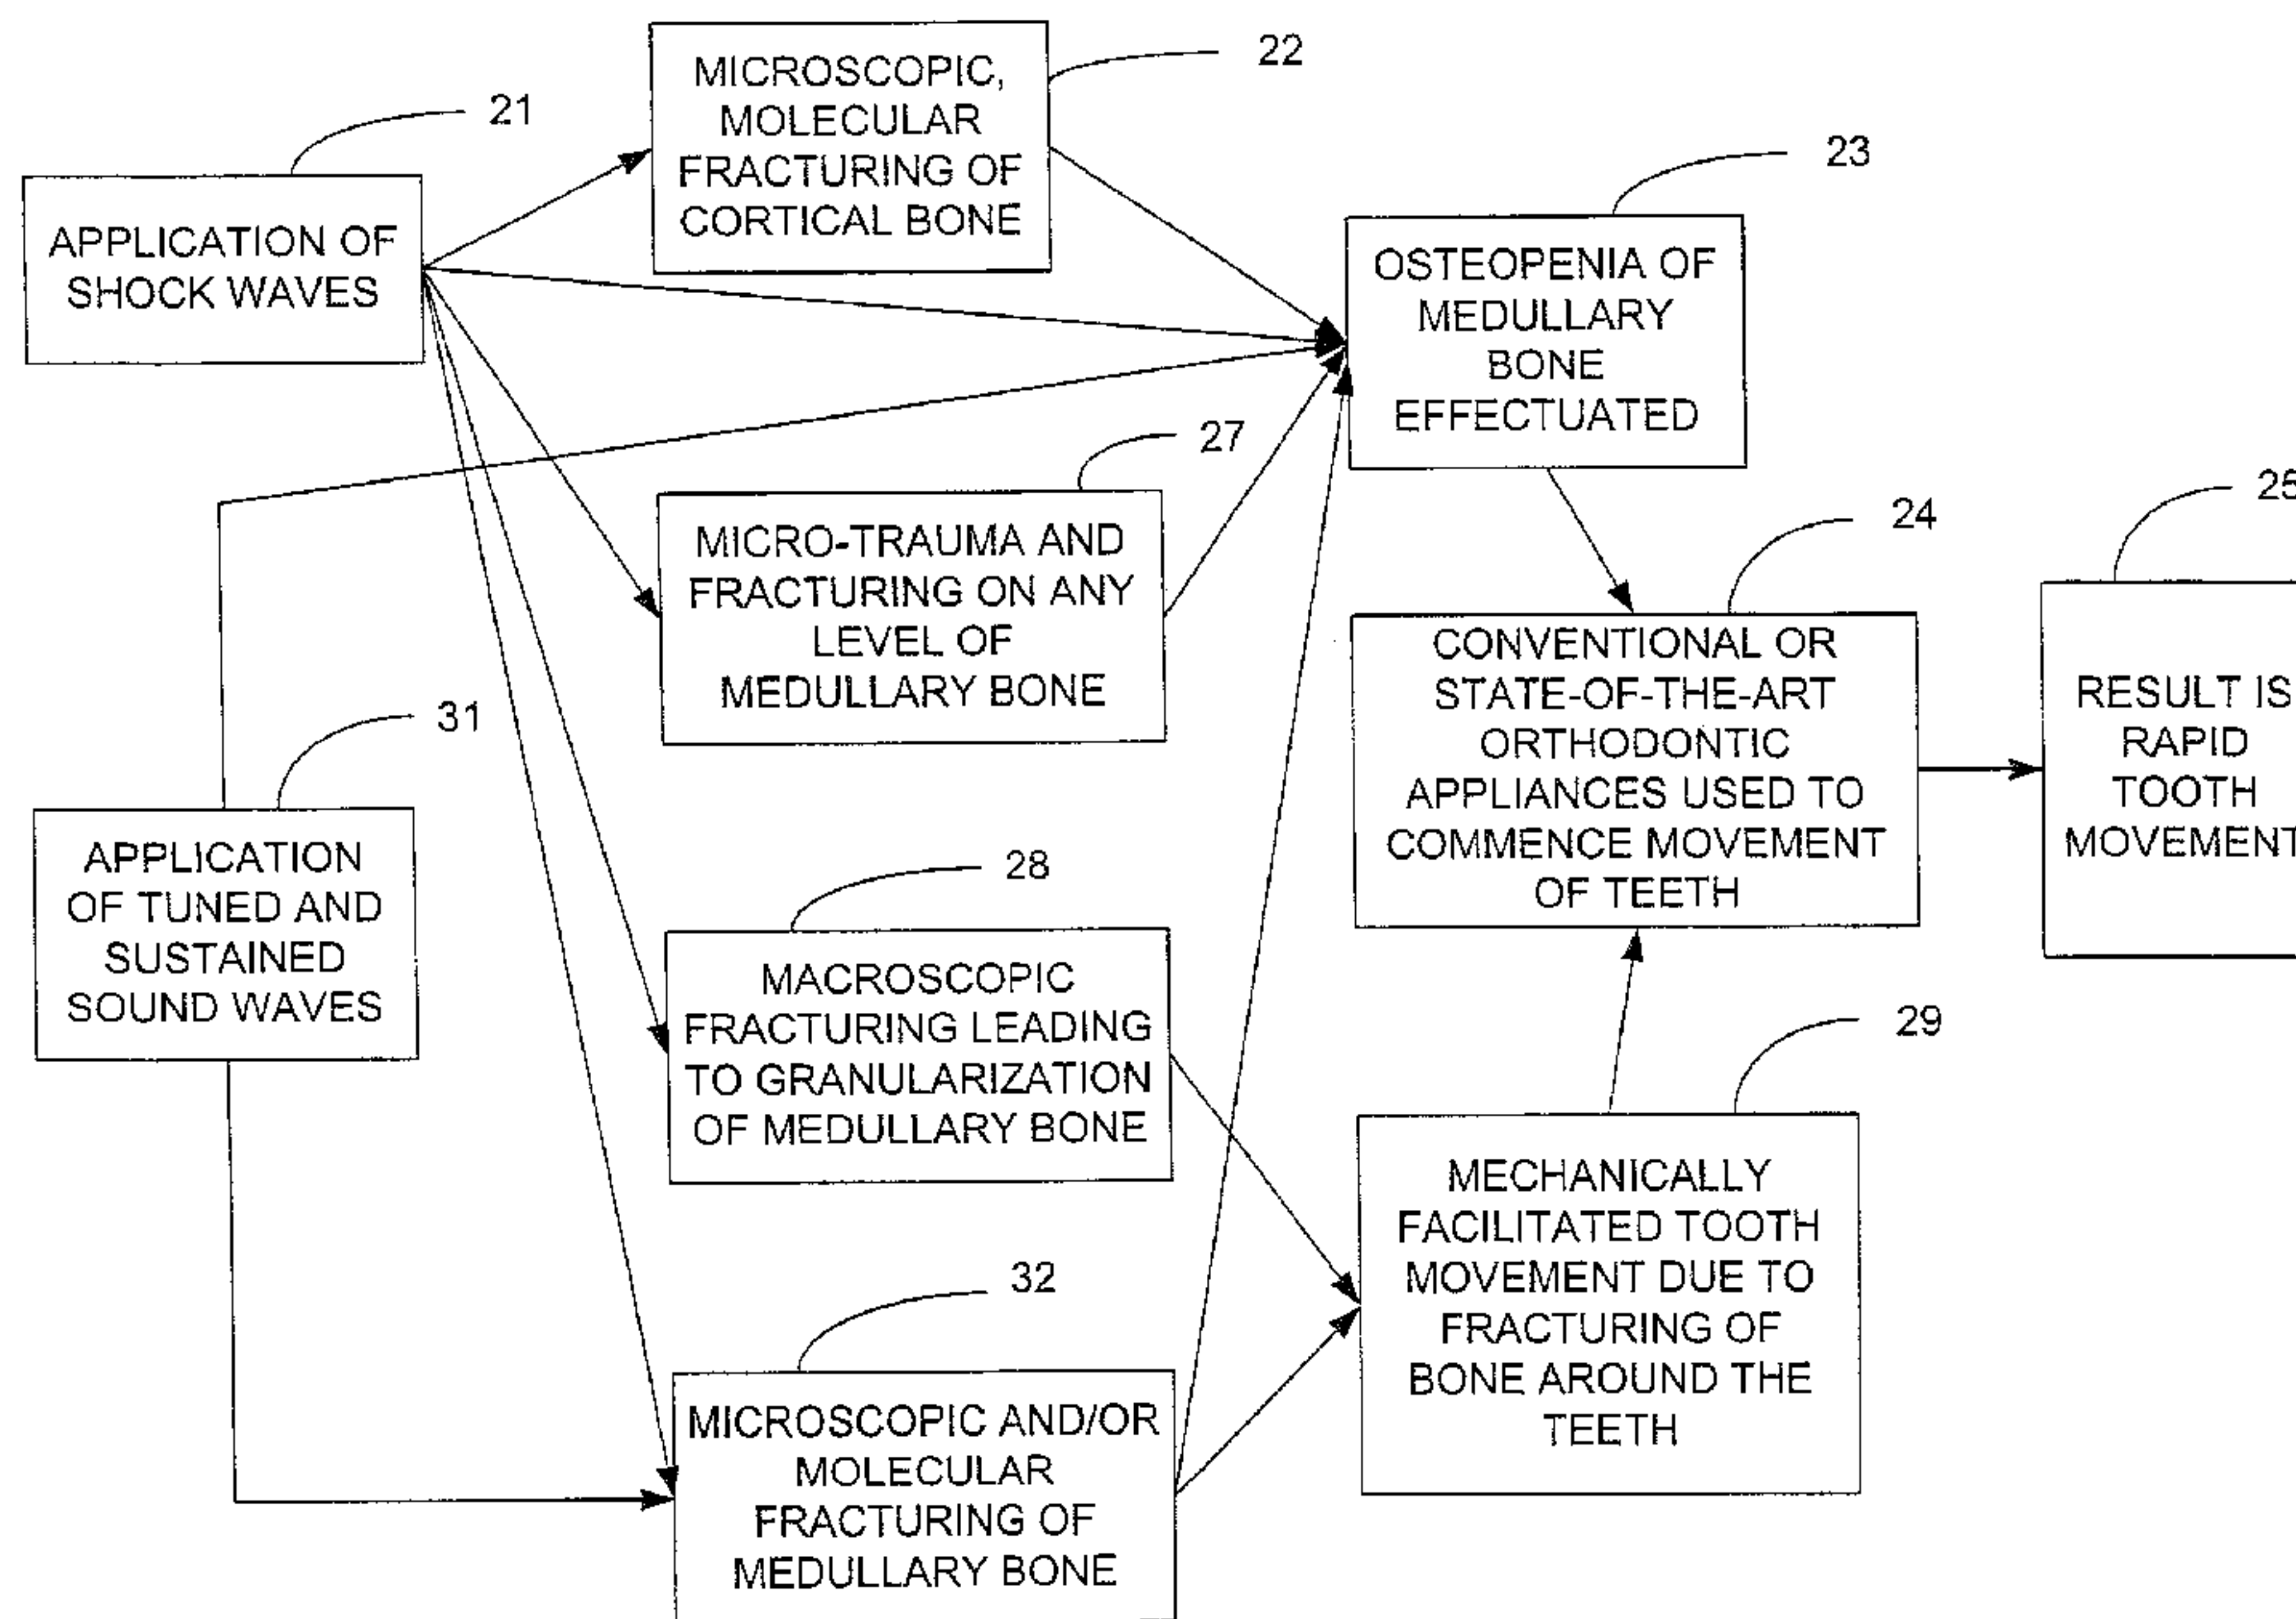 21
APPLICATION OF
SHOCK WAVES
22
MICROSCOPIC,
MOLECULAR
FRACTURING OF
CORTICAL BONE
23
OSTEOPENIA OF
MEDULLARY
BONE
EFFECTUATED
27
MICRO-TRAUMA AND
FRACTURING ON ANY
LEVEL OF
MEDULLARY BONE
24
CONVENTIONAL OR
STATE-OF-THE-ART
ORTHODONTIC
APPLIANCES USED TO
COMMENCE MOVEMENT
OF TEETH
25
RESULT IS
RAPID
TOOTH
MOVEMENT
31
APPLICATION
OF TUNED AND
SUSTAINED
SOUND WAVES
28
MACROSCOPIC
FRACTURING LEADING
TO GRANULARIZATION
OF MEDULLARY BONE
29
MECHANICALLY
FACILITATED TOOTH
MOVEMENT DUE TO
FRACTURING OF
BONE AROUND THE
TEETH
32
MICROSCOPIC AND/OR
MOLECULAR
FRACTURING OF
MEDULLARY BONE